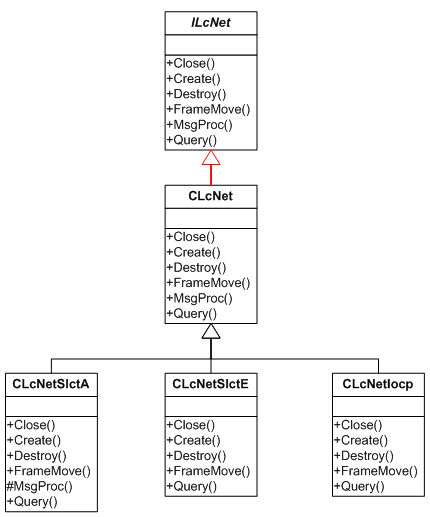 ILcNet
+Close()
+Create()
+Destroy()
+FrameMove()
+MsgProc()
+Query()
CLcNet
+Close()
+Create()
+Destroy()
+FrameMove()
+MsgProc()
+Query()
CLcNetSlctA
+Close()
+Create()
+Destroy()
+FrameMove()
#MsgProc()
+Query()
CLcNetSlctE
+Close()
+Create()
+Destroy()
+FrameMove()
+Query()
CLcNetIocp
+Close()
+Create()
+Destroy()
+FrameMove()
+Query()